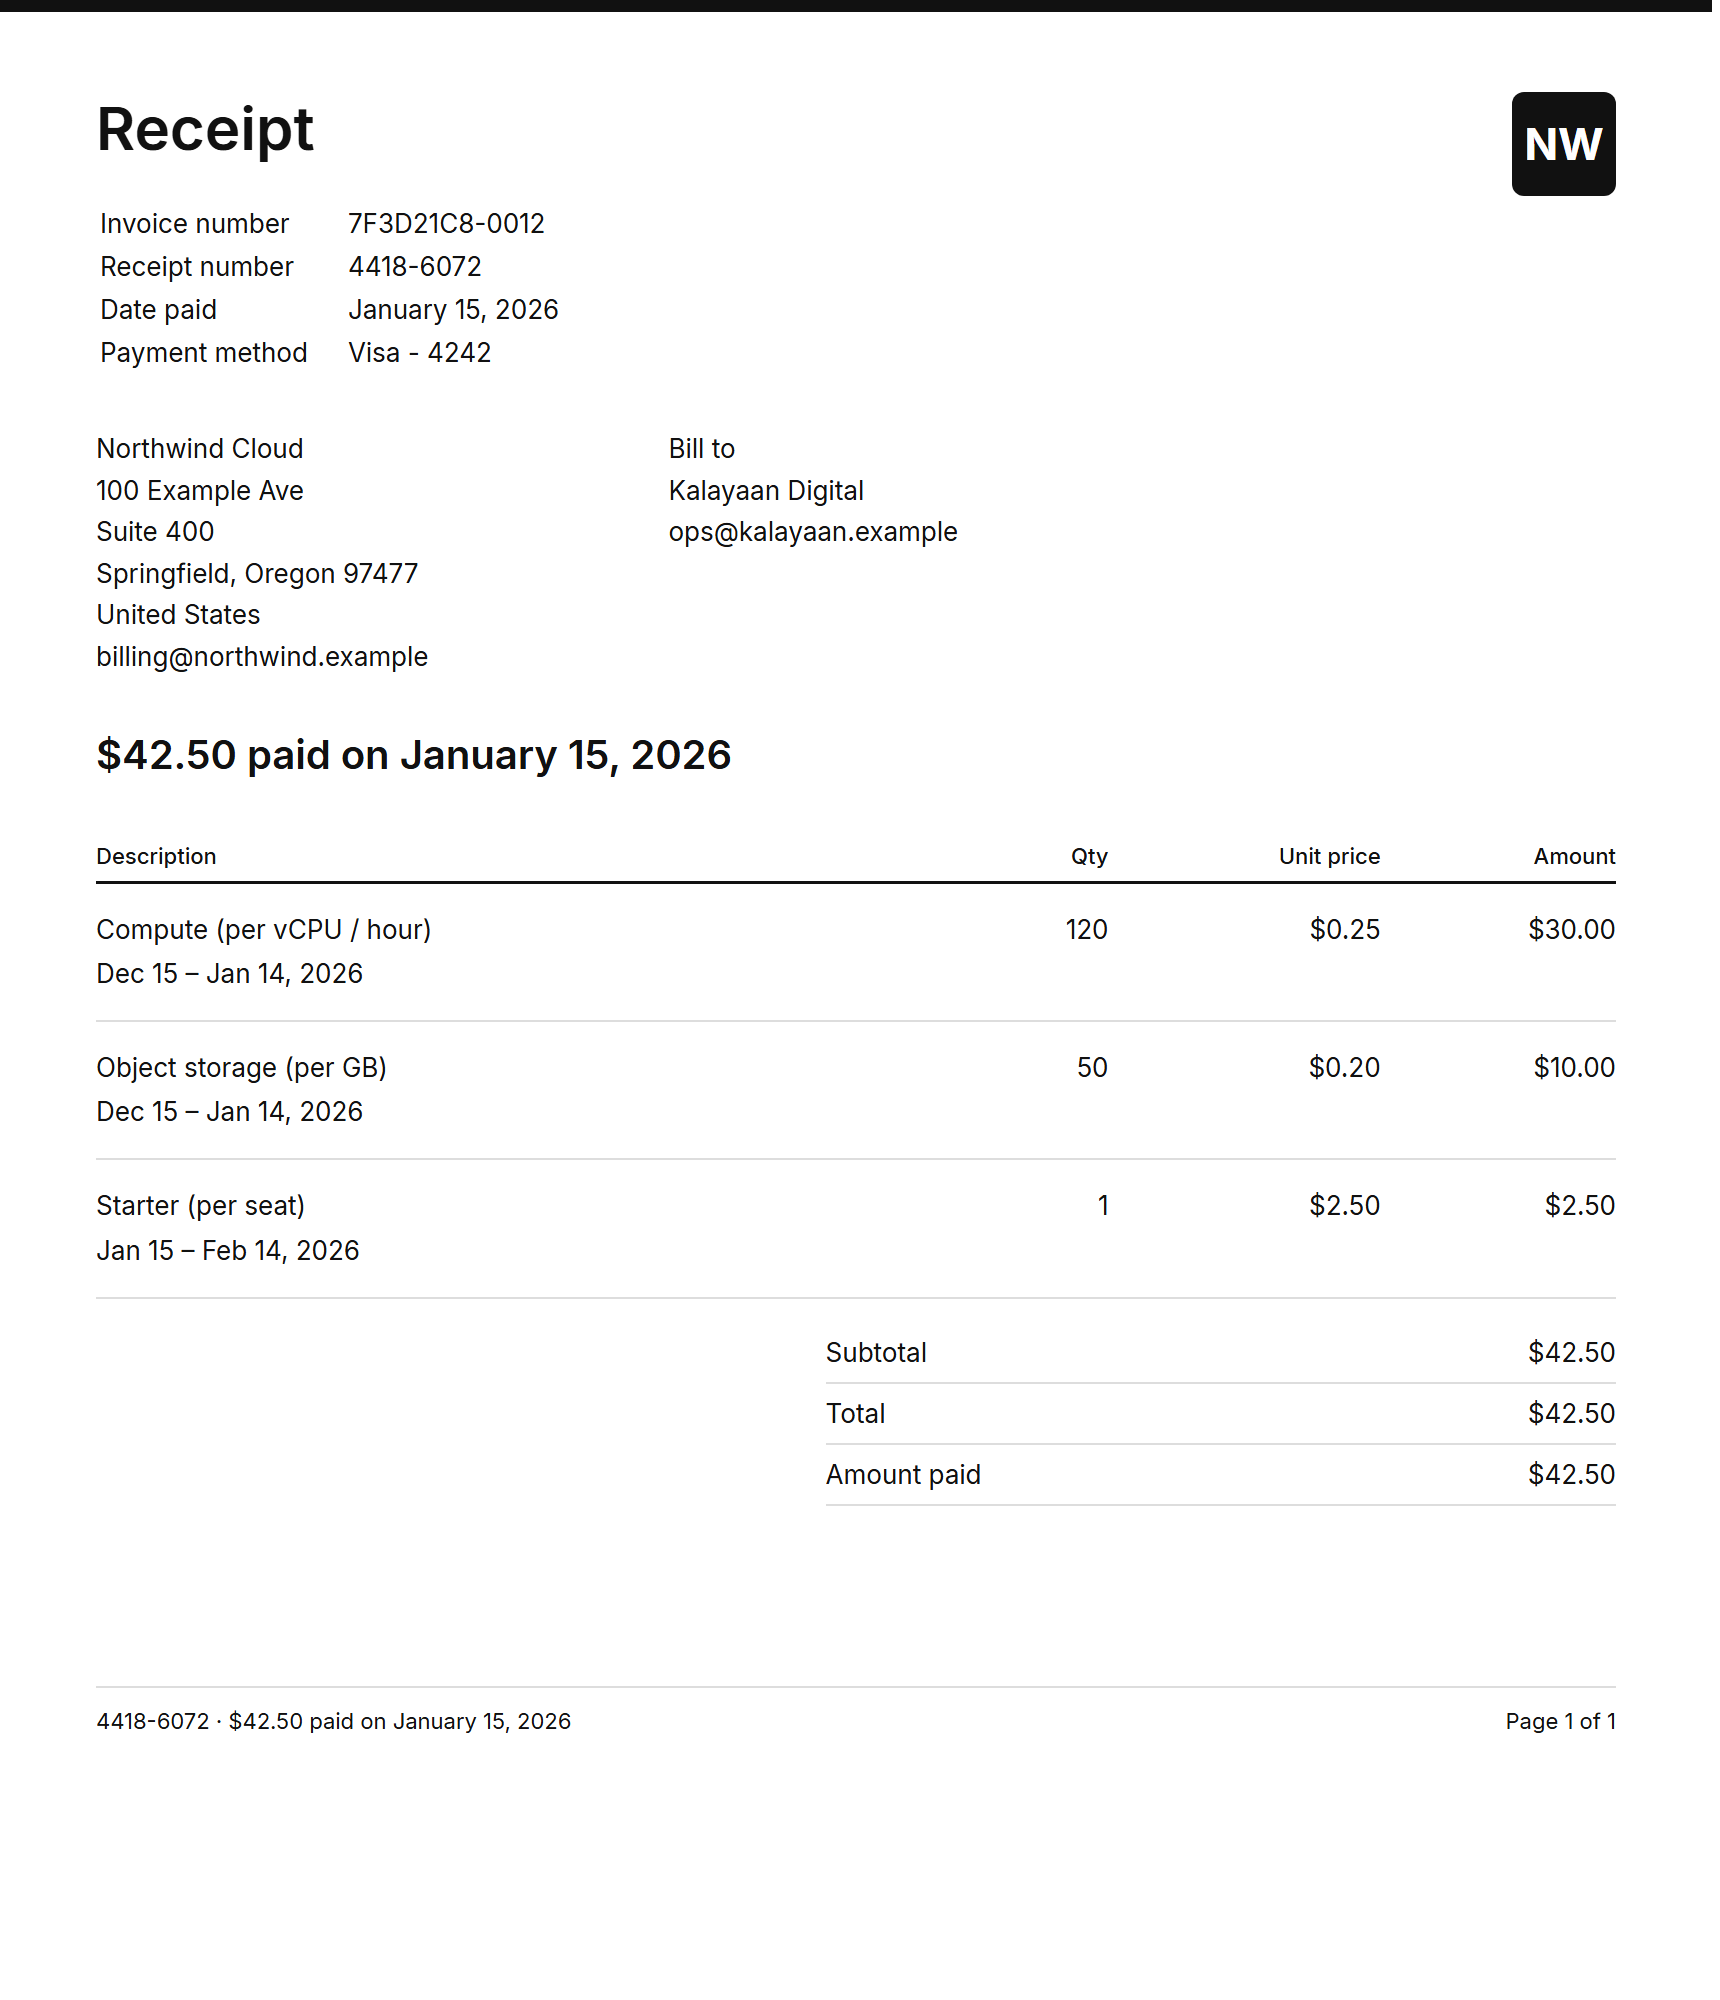 Receipt
NW
Invoice number 7F3D21C8-0012
Receipt number 4418-6072
Date paid January 15, 2026
Payment method Visa - 4242
Northwind Cloud
100 Example Ave
Suite 400
Springfield, Oregon 97477
United States
billing@northwind.example
Bill to
Kalayaan Digital
ops@kalayaan.example
$42.50 paid on January 15, 2026
Description Qty Unit price Amount
Compute (per vCPU / hour) 120 $0.25 $30.00
Dec 15 – Jan 14, 2026
Object storage (per GB) 50 $0.20 $10.00
Dec 15 – Jan 14, 2026
Starter (per seat) 1 $2.50 $2.50
Jan 15 – Feb 14, 2026
Subtotal $42.50
Total $42.50
Amount paid $42.50
4418-6072 · $42.50 paid on January 15, 2026 Page 1 of 1